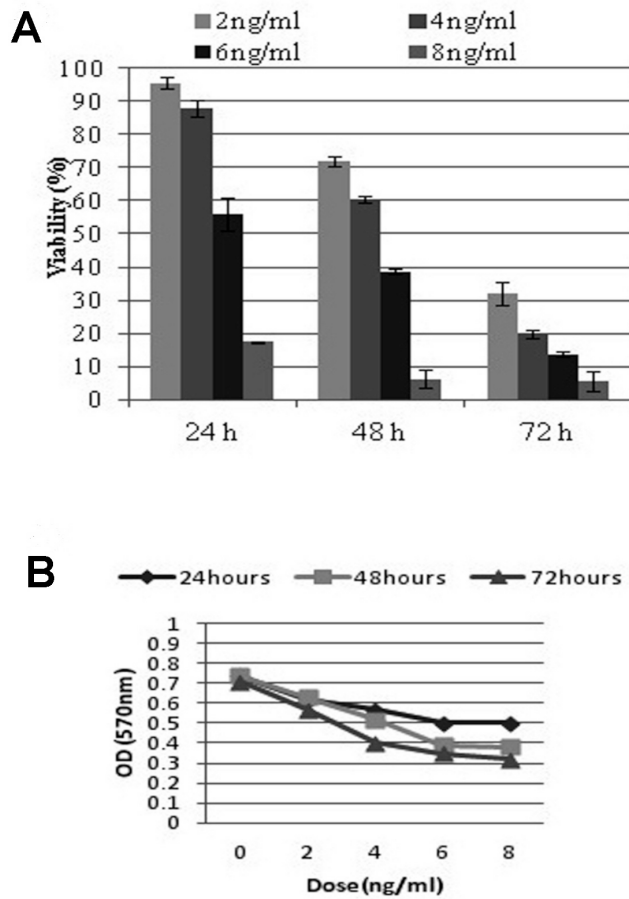 A
2ng/ml 4ng/ml
6ng/ml 8ng/ml
Viability (%)
100
90
80
70
60
50
40
30
20
10
0
24 h 48 h 72 h
B
24hours 48hours 72hours
OD (570nm)
1
0.9
0.8
0.7
0.6
0.5
0.4
0.3
0.2
0.1
0
0 2 4 6 8
Dose(ng/ml)